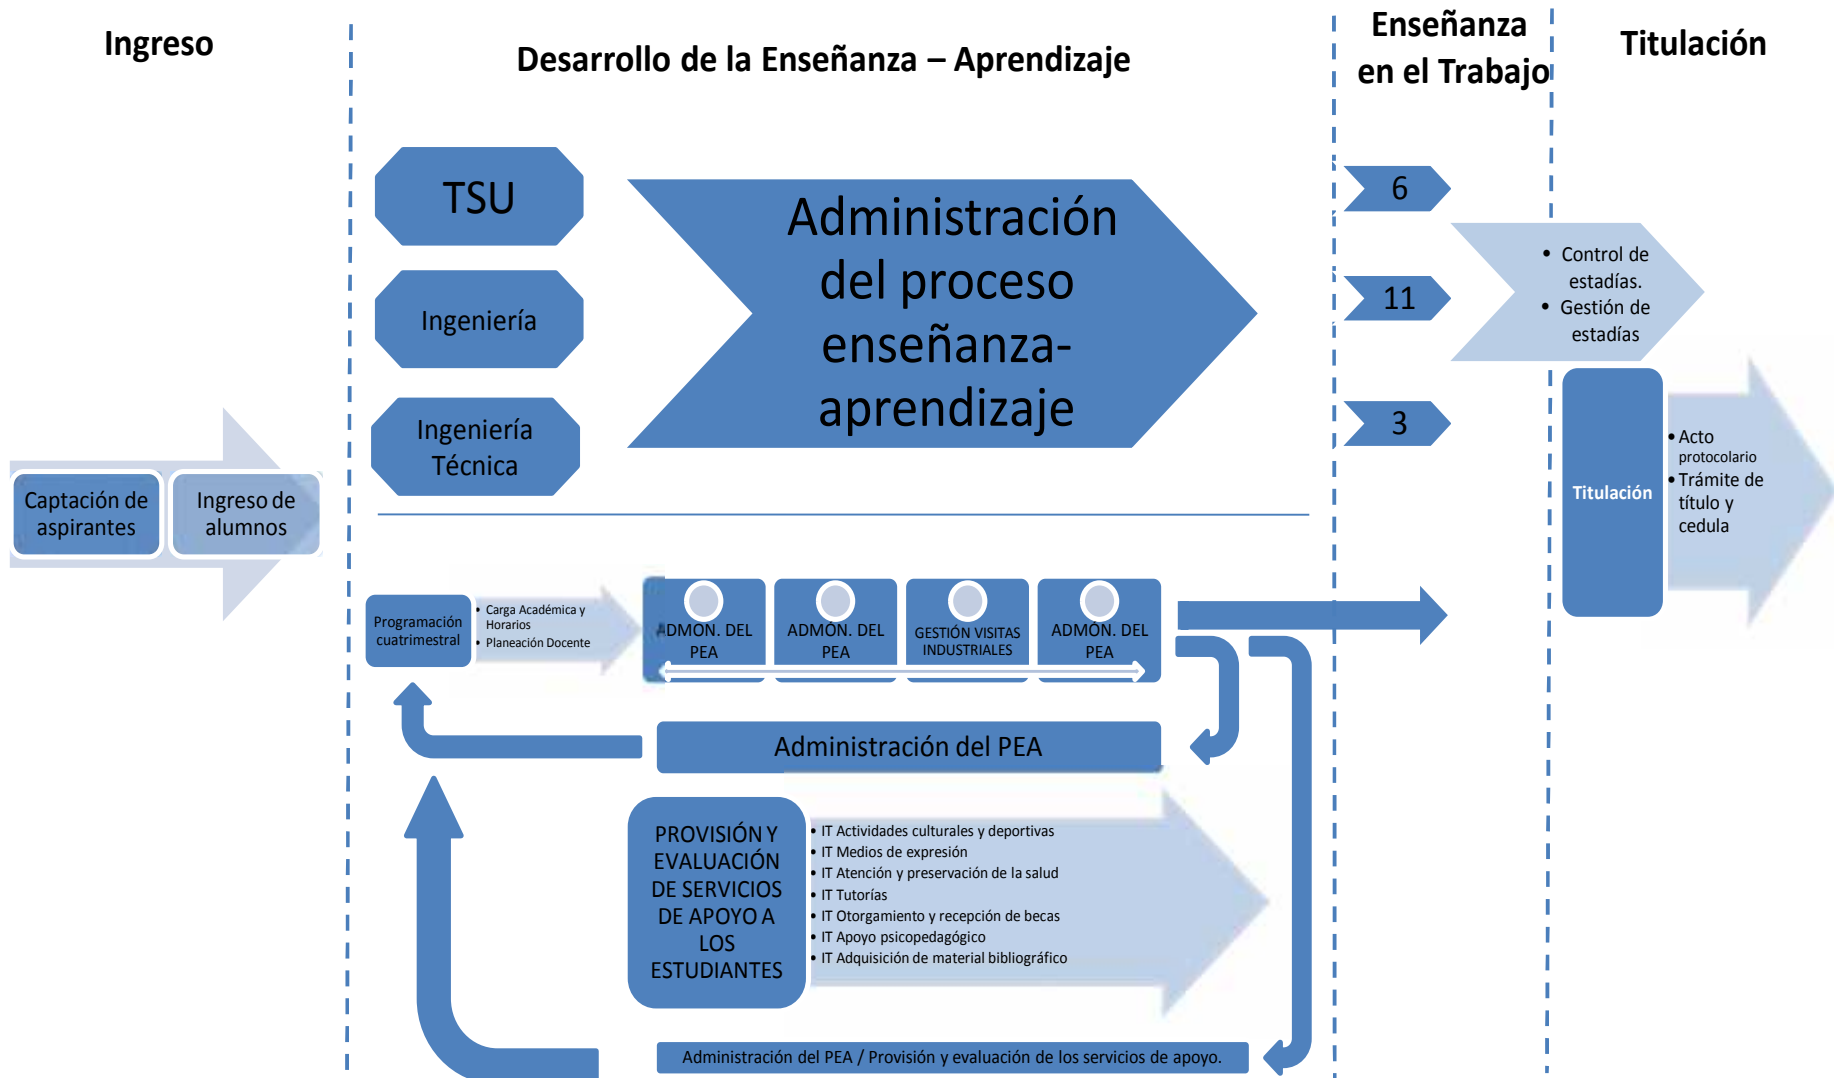 Ingreso
Desarrollo de la Enseñanza – Aprendizaje
Enseñanza
en el Trabajo
Titulación
TSU
Ingeniería
Ingeniería
Técnica
Administración
del proceso
enseñanza-
aprendizaje
6
11
3
• Control de
estadías.
• Gestión de
estadías
Captación de
aspirantes
Ingreso de
alumnos
Titulación
• Acto
protocolario
• Trámite de
título y
cedula
Programación
cuatrimestral
• Carga Académica y
Horarios
• Planeación Docente
ADMON. DEL
PEA
ADMÓN. DEL
PEA
GESTIÓN VISITAS
INDUSTRIALES
ADMÓN. DEL
PEA
Administración del PEA
PROVISIÓN Y
EVALUACIÓN
DE SERVICIOS
DE APOYO A
LOS
ESTUDIANTES
• IT Actividades culturales y deportivas
• IT Medios de expresión
• IT Atención y preservación de la salud
• IT Tutorías
• IT Otorgamiento y recepción de becas
• IT Apoyo psicopedagógico
• IT Adquisición de material bibliográfico
Administración del PEA / Provisión y evaluación de los servicios de apoyo.